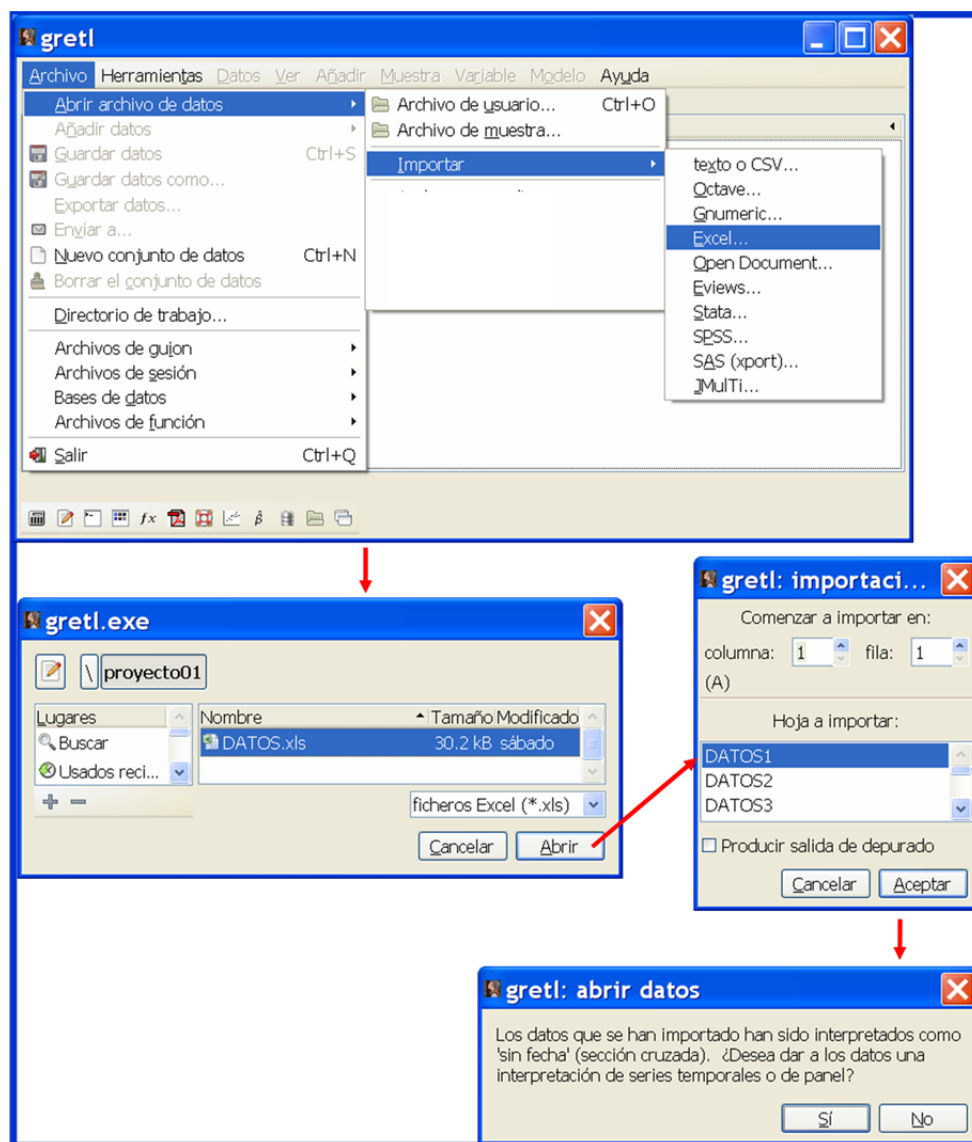 gretl
Archivo Herramientas Datos Ver Añadir Muestra Variable Modelo Ayuda
Abrir archivo de datos
Añadir datos
Guardar datos Ctrl+S
Guardar datos como...
Exportar datos...
Enviar a...
Nuevo conjunto de datos Ctrl+N
Borrar el conjunto de datos
Directorio de trabajo...
Archivos de guion
Archivos de sesión
Bases de datos
Archivos de función
Salir Ctrl+Q
Archivo de usuario... Ctrl+O
Archivo de muestra...
Importar
texto o CSV...
Octave...
Gnumeric...
Excel...
Open Document...
Eviews...
Stata...
SPSS...
SAS (xport)...
JMulTi...
fx β̂
gretl.exe
\ proyecto01
Lugares
Buscar
Usados reci...
Nombre Tamaño Modificado
DATOS.xls 30.2 kB sábado
ficheros Excel (*.xls)
Cancelar Abrir
gretl: importaci...
Comenzar a importar en:
columna: 1 fila: 1
(A)
Hoja a importar:
DATOS1
DATOS2
DATOS3
Producir salida de depurado
Cancelar Aceptar
gretl: abrir datos
Los datos que se han importado han sido interpretados como
'sin fecha' (sección cruzada). ¿Desea dar a los datos una
interpretación de series temporales o de panel?
Sí No